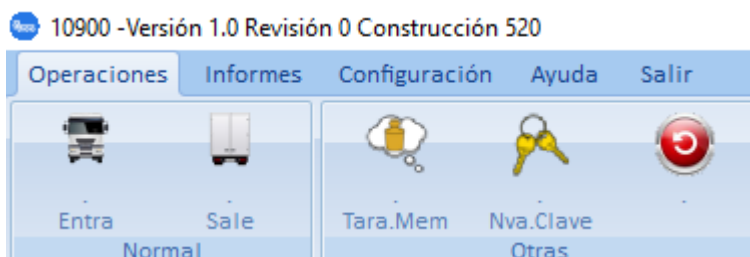 10900 -Versión 1.0 Revisión 0 Construcción 520
Operaciones Informes Configuración Ayuda Salir
Entra Sale Tara.Mem Nva.Clave
Normal Otras